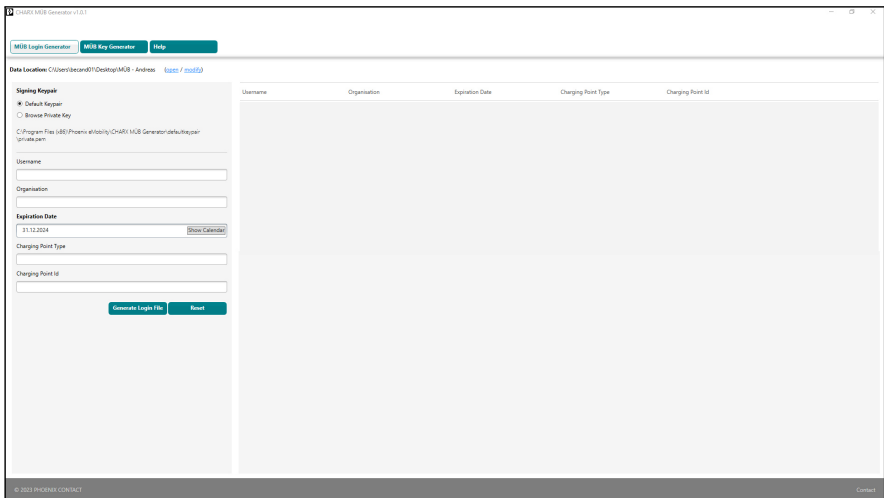 CHARX MÜB Generator v1.0.1
MÜB Login Generator MÜB Key Generator Help
Data Location: C:\Users\becand01\Desktop\MÜB - Andreas (open / modify)
Signing Keypair
Default Keypair
Browse Private Key
C:\Program Files (x86)\Phoenix eMobility\CHARX MÜB Generator\defaultkeypair
\private.pem
Username
Organisation
Expiration Date
31.12.2024 Show Calendar
Charging Point Type
Charging Point Id
Generate Login File Reset
Username Organisation Expiration Date Charging Point Type Charging Point Id
© 2023 PHOENIX CONTACT Contact